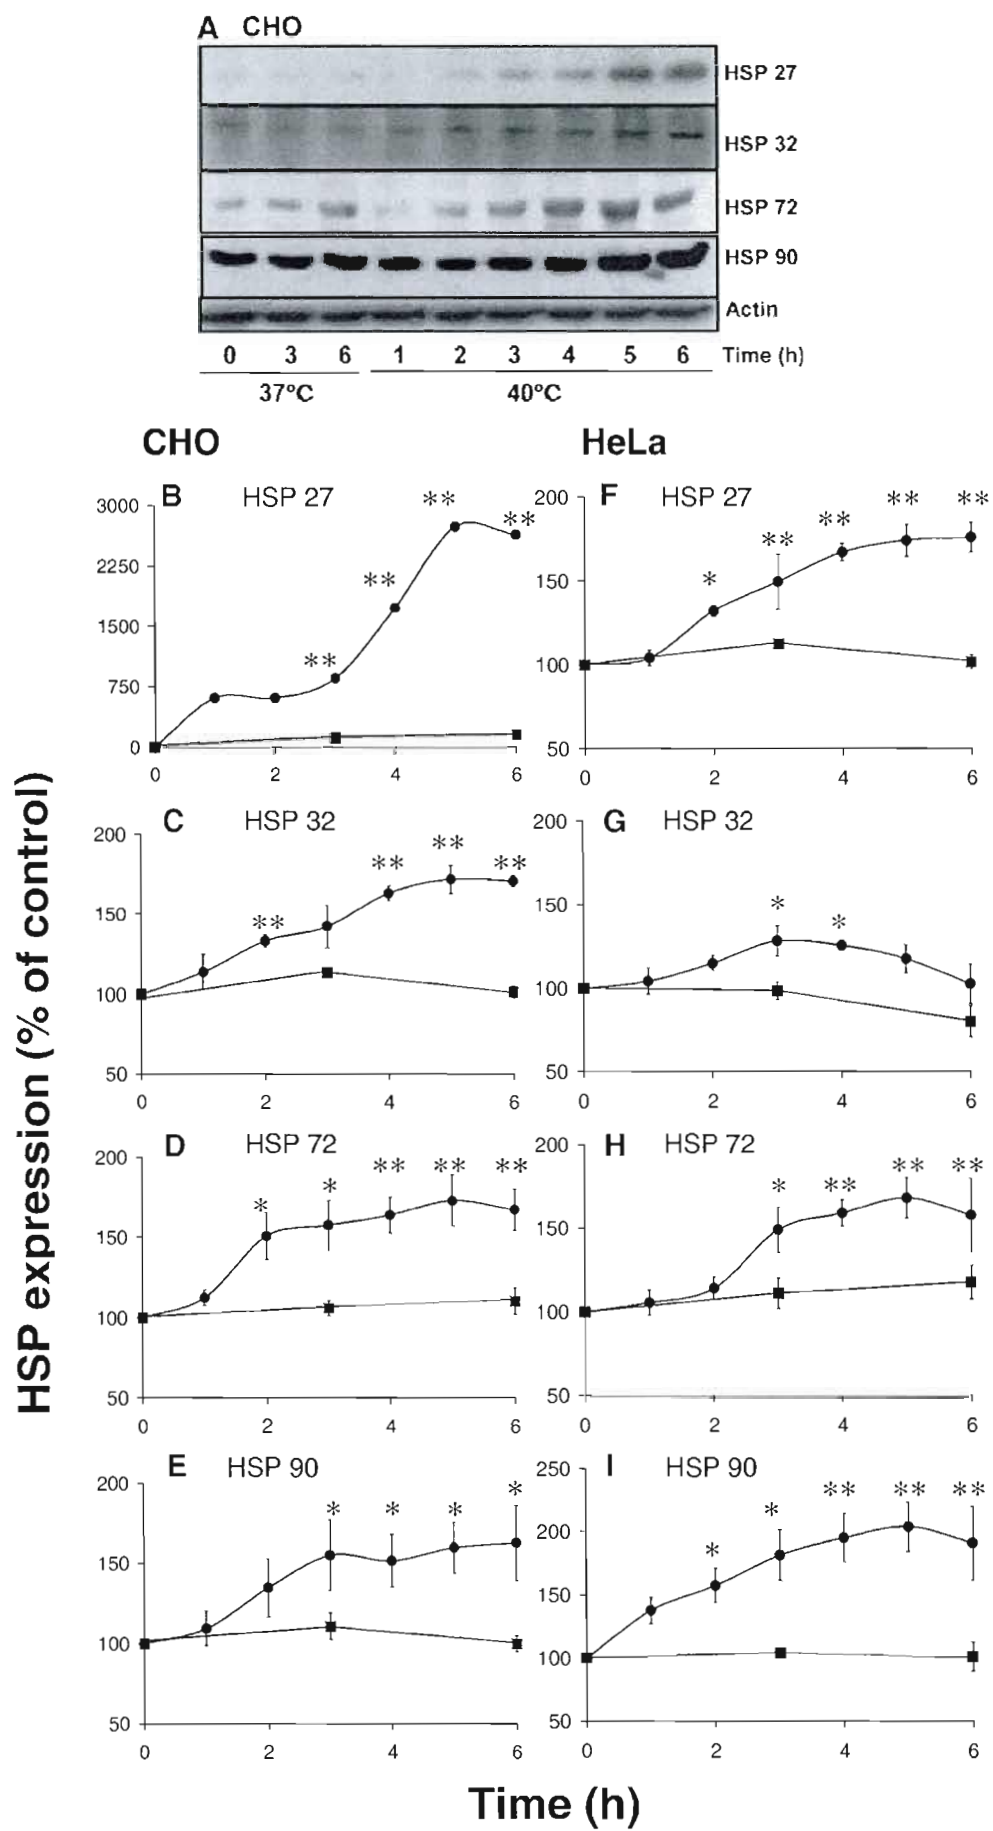 A CHO
HSP 27
HSP 32
HSP 72
HSP 90
Actin
0 3 6 1 2 3 4 5 6 Time (h)
37°C 40°C
CHO HeLa
HSP expression (% of control)
B HSP 27
** ** ** **
3000
2250
1500
750
0
0 2 4 6
F HSP 27
* ** ** ** **
200
150
100
50
0 2 4 6
C HSP 32
** ** ** **
200
150
100
50
0 2 4 6
G HSP 32
* *
200
150
100
50
0 2 4 6
D HSP 72
* * ** ** **
200
150
100
50
0 2 4 6
H HSP 72
* ** ** **
200
150
100
50
0 2 4 6
E HSP 90
* * * *
200
150
100
50
0 2 4 6
I HSP 90
* * ** ** **
250
200
150
100
50
0 2 4 6
Time (h)